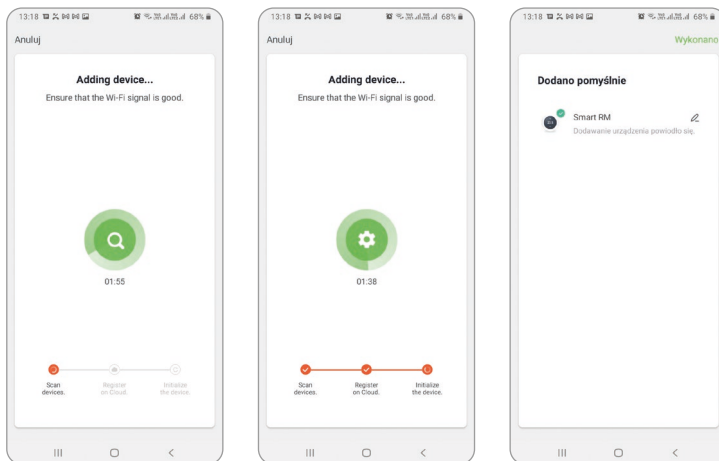 13:18 68%
Anuluj
Adding device...
Ensure that the Wi-Fi signal is good.
01:55
Scan devices.
Register on Cloud.
Initialize the device.
13:18 68%
Anuluj
Adding device...
Ensure that the Wi-Fi signal is good.
01:38
Scan devices.
Register on Cloud.
Initialize the device.
13:18 68%
Wykonano
Dodano pomyślnie
Smart RM
Dodawanie urządzenia powiodło się.